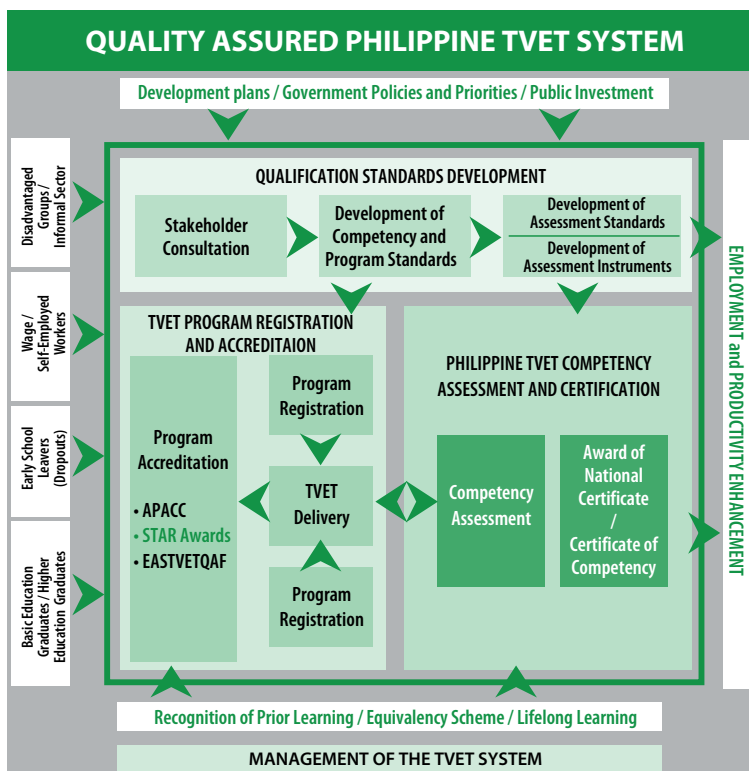 QUALITY ASSURED PHILIPPINE TVET SYSTEM
Development plans / Government Policies and Priorities / Public Investment
Disadvantaged
Groups /
Informal Sector
Wage /
Self-Employed
Workers
Early School
Leavers
(Dropouts)
Basic Education
Graduates / Higher
Education Graduates
QUALIFICATION STANDARDS DEVELOPMENT
Stakeholder
Consultation
Development of
Competency and
Program Standards
Development of
Assessment Standards
Development of
Assessment Instruments
TVET PROGRAM REGISTRATION
AND ACCREDITAION
Program
Accreditation
• APACC
• STAR Awards
• EASTVETQAF
Program
Registration
TVET
Delivery
Program
Registration
PHILIPPINE TVET COMPETENCY
ASSESSMENT AND CERTIFICATION
Competency
Assessment
Award of
National
Certificate
/
Certificate of
Competency
EMPLOYMENT and PRODUCTIVITY ENHANCEMENT
Recognition of Prior Learning / Equivalency Scheme / Lifelong Learning
MANAGEMENT OF THE TVET SYSTEM